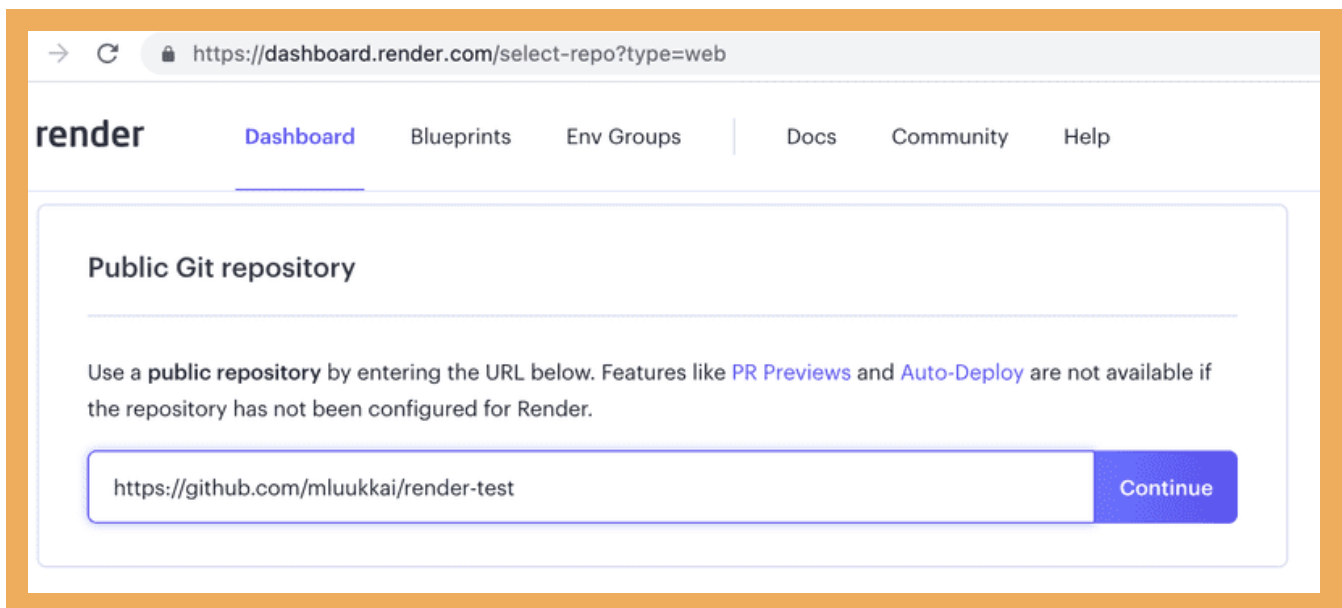 https://dashboard.render.com/select-repo?type=web
render Dashboard Blueprints Env Groups Docs Community Help
Public Git repository
Use a public repository by entering the URL below. Features like PR Previews and Auto-Deploy are not available if
the repository has not been configured for Render.
https://github.com/mluukkai/render-test Continue